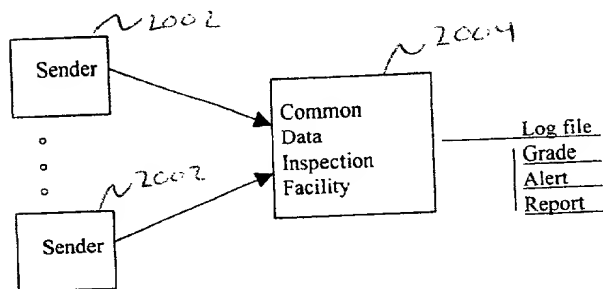 2002
2004
Sender
Common
Data
Inspection
Facility
Log file
Grade
Alert
Report
2002
Sender